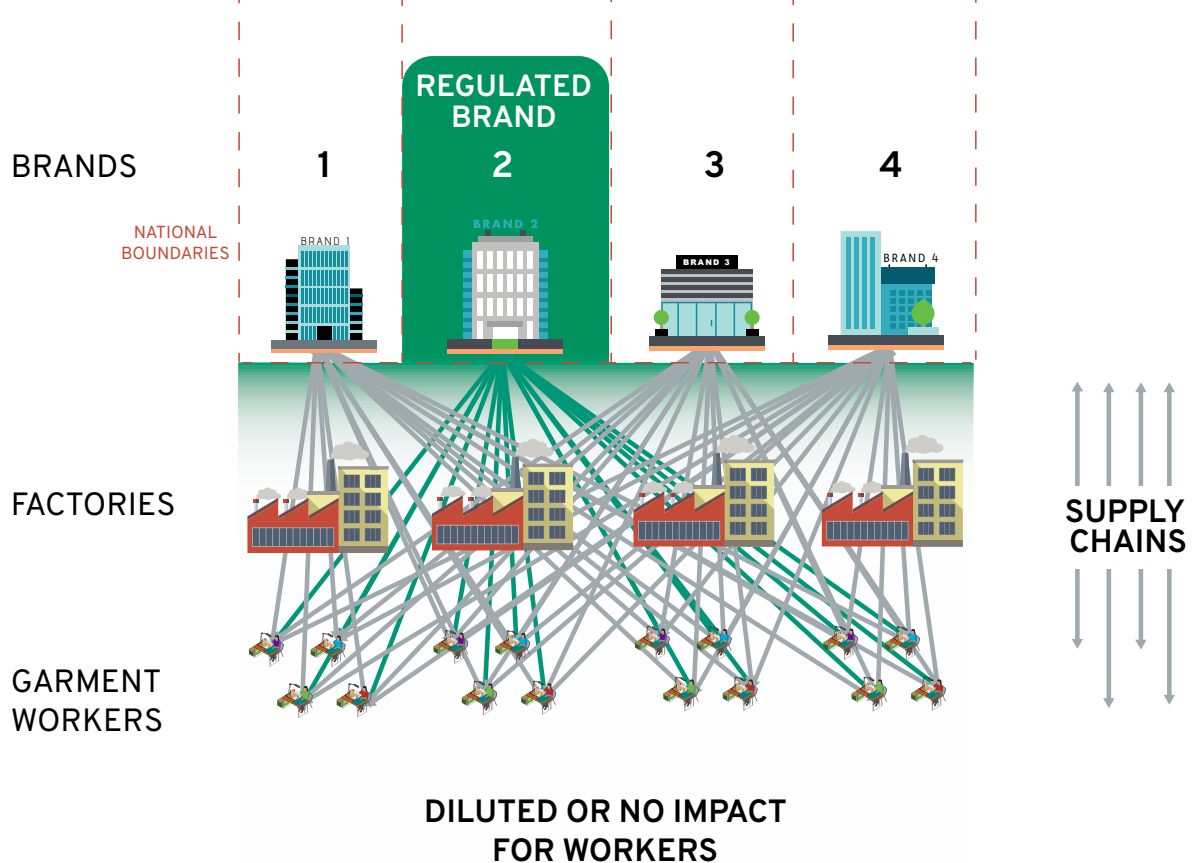 REGULATED
BRAND
BRANDS
1
2
3
4
NATIONAL
BOUNDARIES
BRAND 1
BRAND 2
BRAND 3
BRAND 4
FACTORIES
SUPPLY
CHAINS
GARMENT
WORKERS
DILUTED OR NO IMPACT
FOR WORKERS